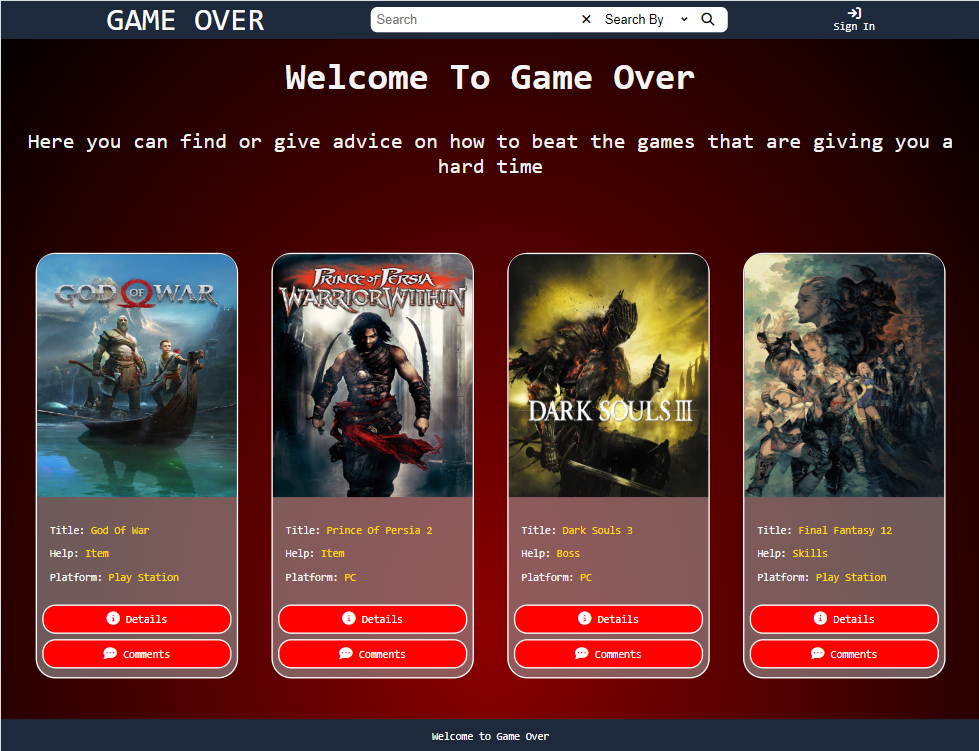 GAME OVER
Search
Search By
Sign In
Welcome To Game Over
Here you can find or give advice on how to beat the games that are giving you a
hard time
GOD OF WAR
PRINCE OF PERSIA
WARRIOR WITHIN
DARK SOULS III
Title: God Of War
Help: Item
Platform: Play Station
Details
Comments
Title: Prince Of Persia 2
Help: Item
Platform: PC
Details
Comments
Title: Dark Souls 3
Help: Boss
Platform: PC
Details
Comments
Title: Final Fantasy 12
Help: Skills
Platform: Play Station
Details
Comments
Welcome to Game Over